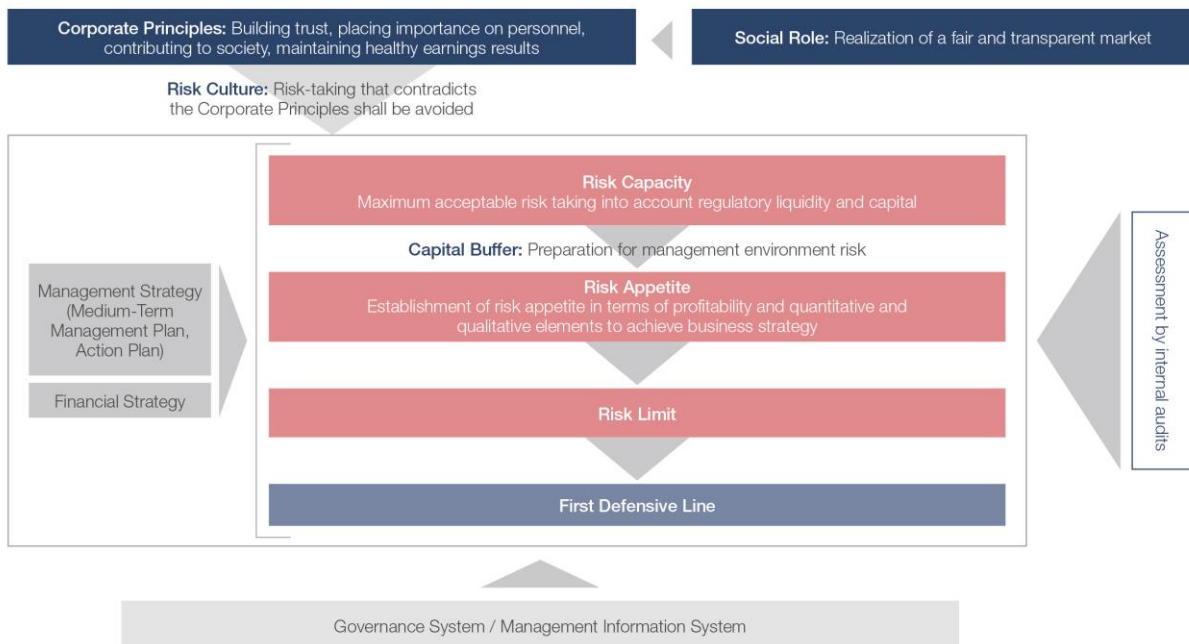 Corporate Principles: Building trust, placing importance on personnel,
contributing to society, maintaining healthy earnings results
Social Role: Realization of a fair and transparent market
Risk Culture: Risk-taking that contradicts
the Corporate Principles shall be avoided
Risk Capacity
Maximum acceptable risk taking into account regulatory liquidity and capital
Capital Buffer: Preparation for management environment risk
Risk Appetite
Establishment of risk appetite in terms of profitability and quantitative and
qualitative elements to achieve business strategy
Management Strategy
(Medium-Term
Management Plan,
Action Plan)
Financial Strategy
Risk Limit
First Defensive Line
Assessment by internal audits
Governance System / Management Information System